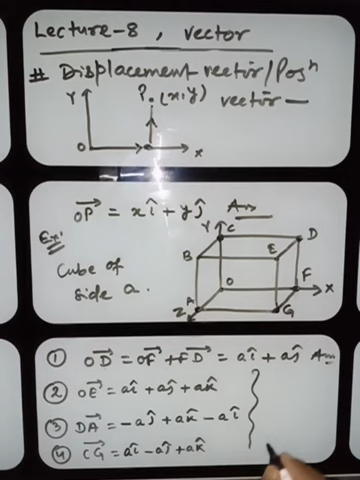 Lecture-8, vector
# Displacement vector/Posⁿ vector —
Y P.(x,y)
O X
OP→ = xî + yĵ Ans
Ex:
Cube of
side a.
Y C D
B E
O F X
A
Z G
① OD→ = OF→ + FD→ = aî + aĵ Ans
② OE→ = aî + aĵ + ak̂
③ DA→ = -aĵ + ak̂ - aî
④ CG→ = aî - aĵ + ak̂